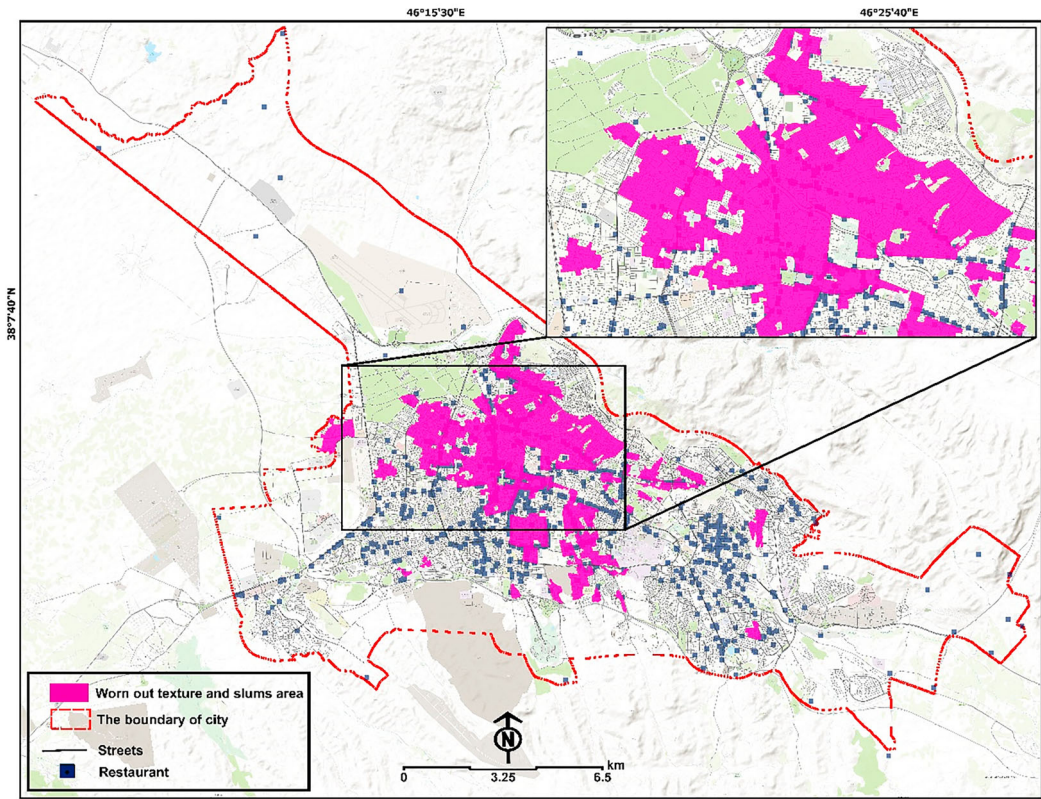 46°15'30"E
46°25'40"E
38°7'40"N
Worn out texture and slums area
The boundary of city
Streets
Restaurant
N
km
0 3.25 6.5